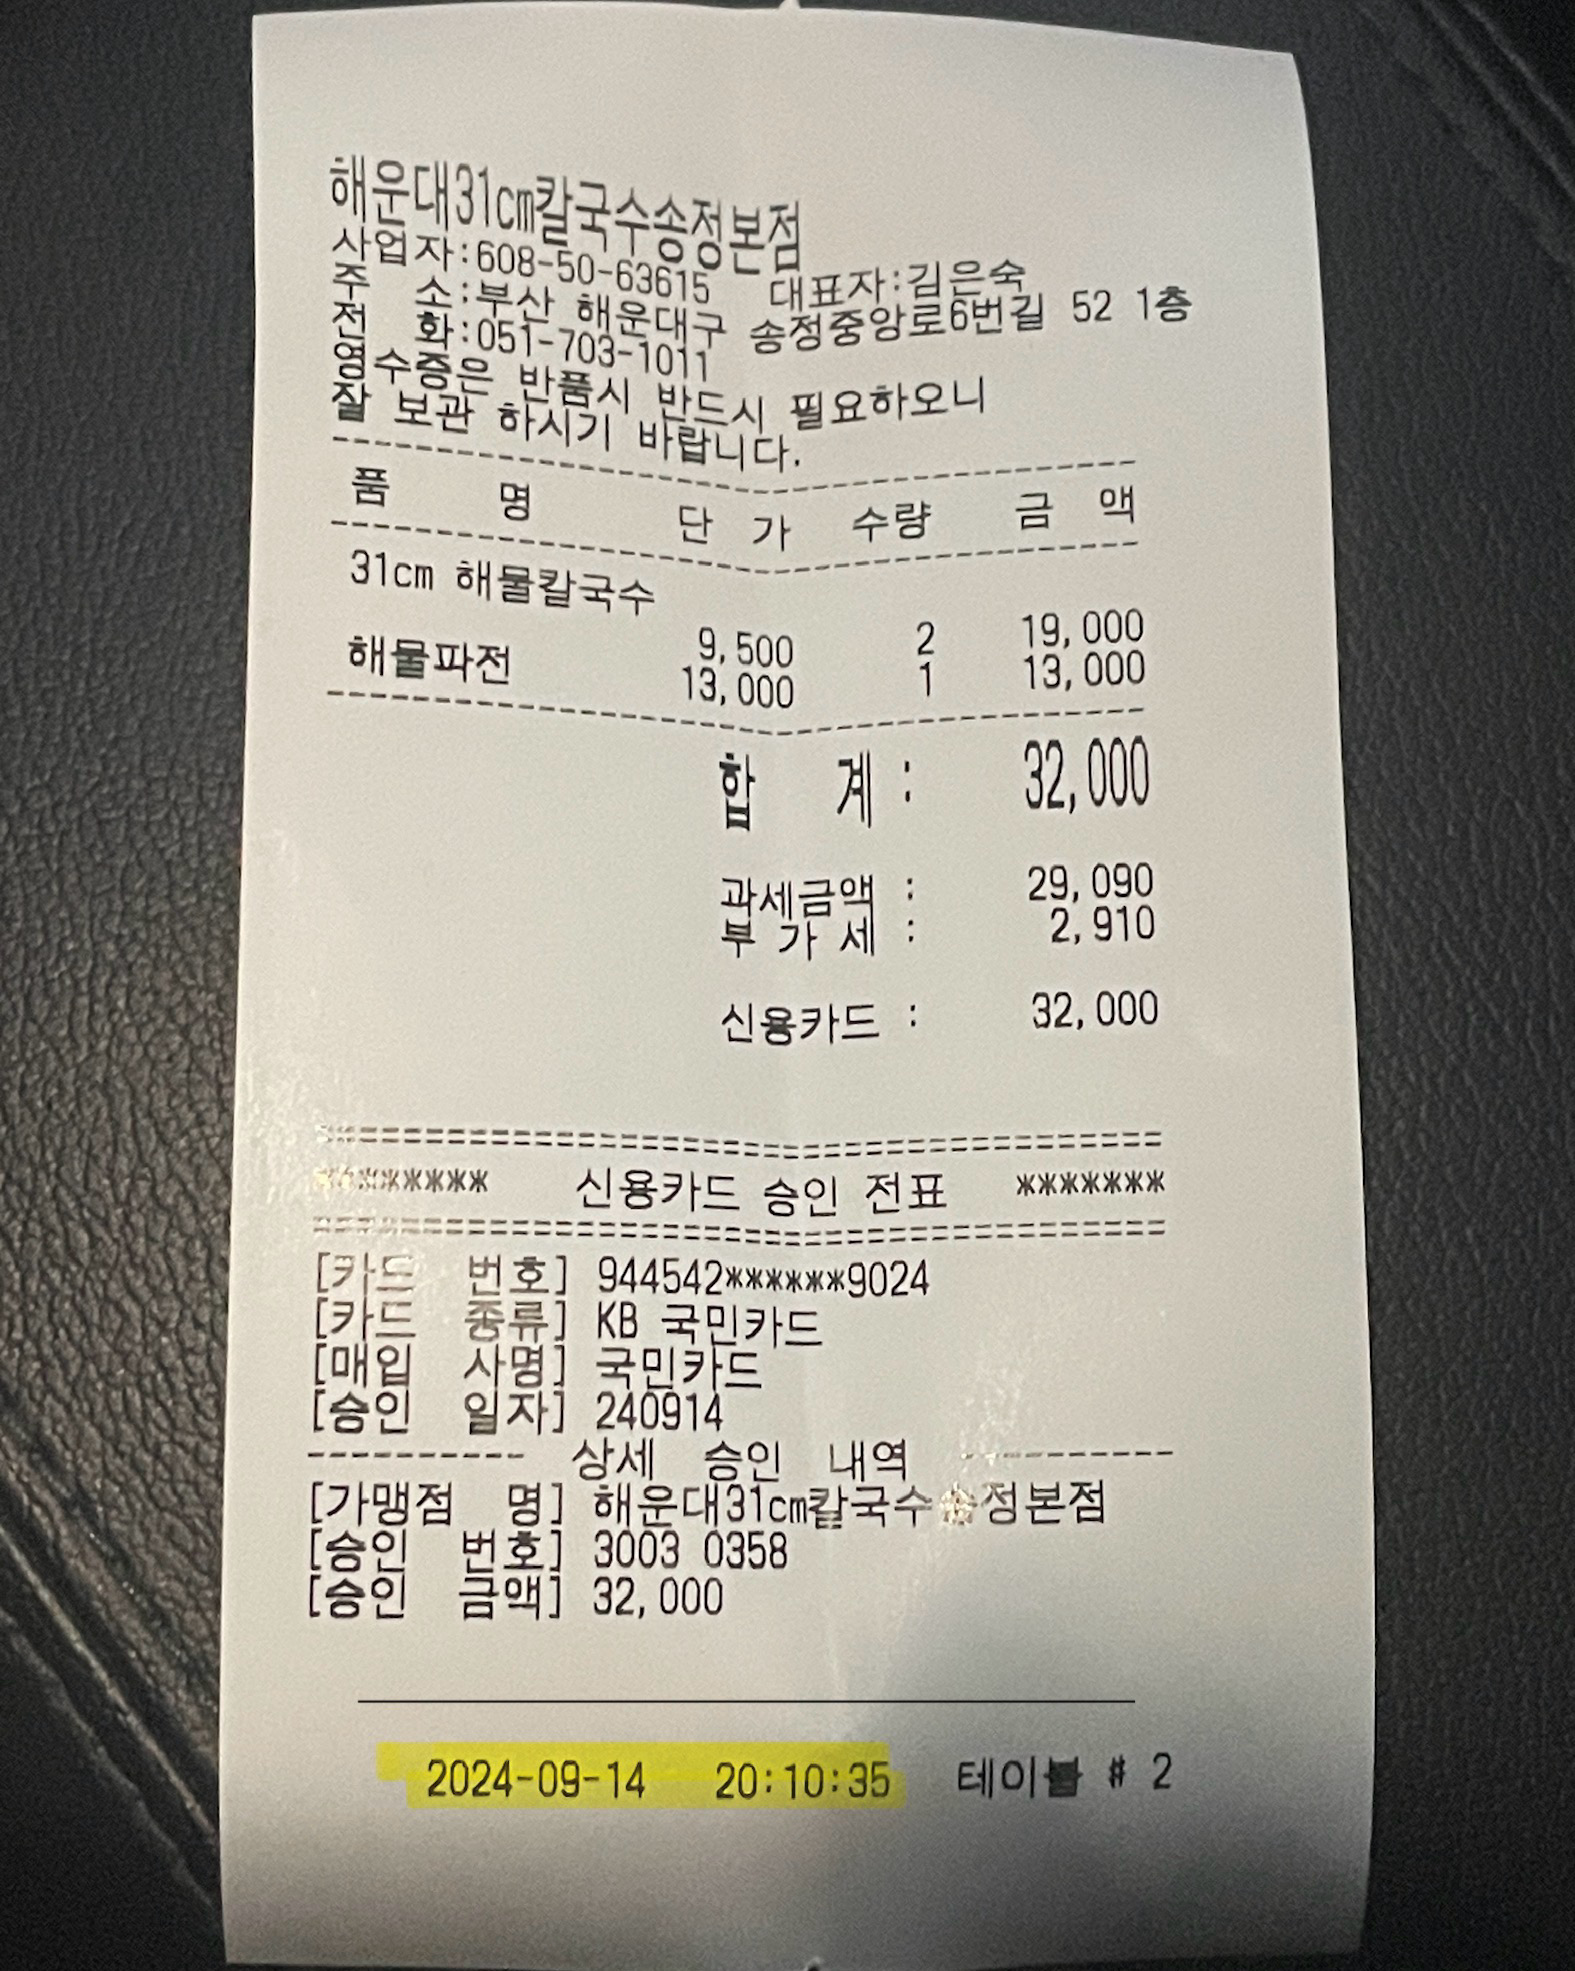 해운대31cm칼국수송정본점
사업자:608-50-63615 대표자:김은숙
주 소:부산 해운대구 송정중앙로6번길 52 1층
전 화:051-703-1011
영수증은 반품시 반드시 필요하오니
잘 보관 하시기 바랍니다.
품 명 단 가 수량 금 액
31cm 해물칼국수
9,500 2 19,000
해물파전 13,000 1 13,000
합 계 : 32,000
과세금액 : 29,090
부 가 세 : 2,910
신용카드 : 32,000
******** 신용카드 승인 전표 *******
[카드 번호] 944542******9024
[카드 종류] KB 국민카드
[매입 사명] 국민카드
[승인 일자] 240914
---------- 상세 승인 내역 ----------
[가맹점 명] 해운대31cm칼국수송정본점
[승인 번호] 3003 0358
[승인 금액] 32,000
2024-09-14 20:10:35 테이블 # 2